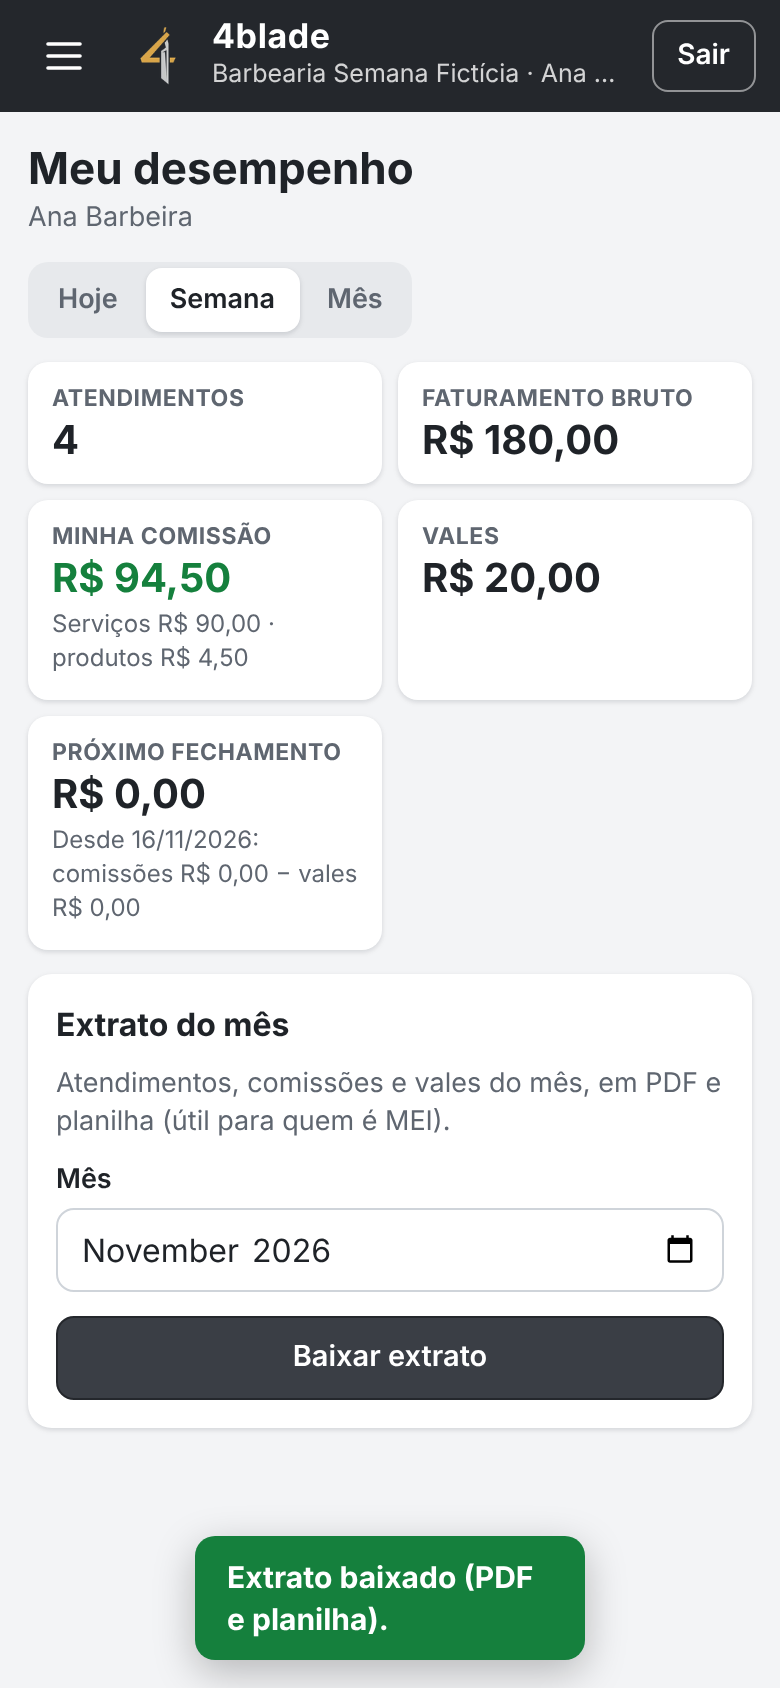 4blade
Barbearia Semana Fictícia · Ana ...
Sair
Meu desempenho
Ana Barbeira
Hoje
Semana
Mês
ATENDIMENTOS
4
FATURAMENTO BRUTO
R$ 180,00
MINHA COMISSÃO
R$ 94,50
Serviços R$ 90,00 ·
produtos R$ 4,50
VALES
R$ 20,00
PRÓXIMO FECHAMENTO
R$ 0,00
Desde 16/11/2026:
comissões R$ 0,00 − vales
R$ 0,00
Extrato do mês
Atendimentos, comissões e vales do mês, em PDF e
planilha (útil para quem é MEI).
Mês
November 2026
Baixar extrato
Extrato baixado (PDF
e planilha).